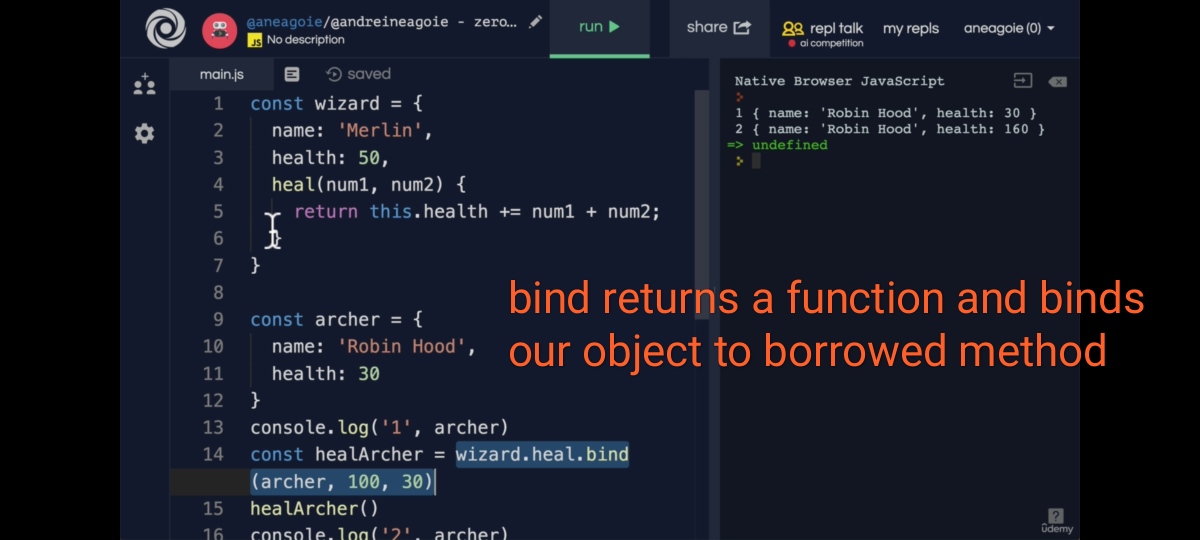 @aneagoie/@andreineagoie - zero...
JS No description
run
share
repl talk
ai competition
my repls
aneagoie (0)
main.js
saved
1 const wizard = {
2 name: 'Merlin',
3 health: 50,
4 heal(num1, num2) {
5 return this.health += num1 + num2;
6 }
7 }
8
9 const archer = {
10 name: 'Robin Hood',
11 health: 30
12 }
13 console.log('1', archer)
14 const healArcher = wizard.heal.bind
(archer, 100, 30)
15 healArcher()
16 console.log('2', archer)
Native Browser JavaScript
1 { name: 'Robin Hood', health: 30 }
2 { name: 'Robin Hood', health: 160 }
=> undefined
bind returns a function and binds
our object to borrowed method
?
ûdemy